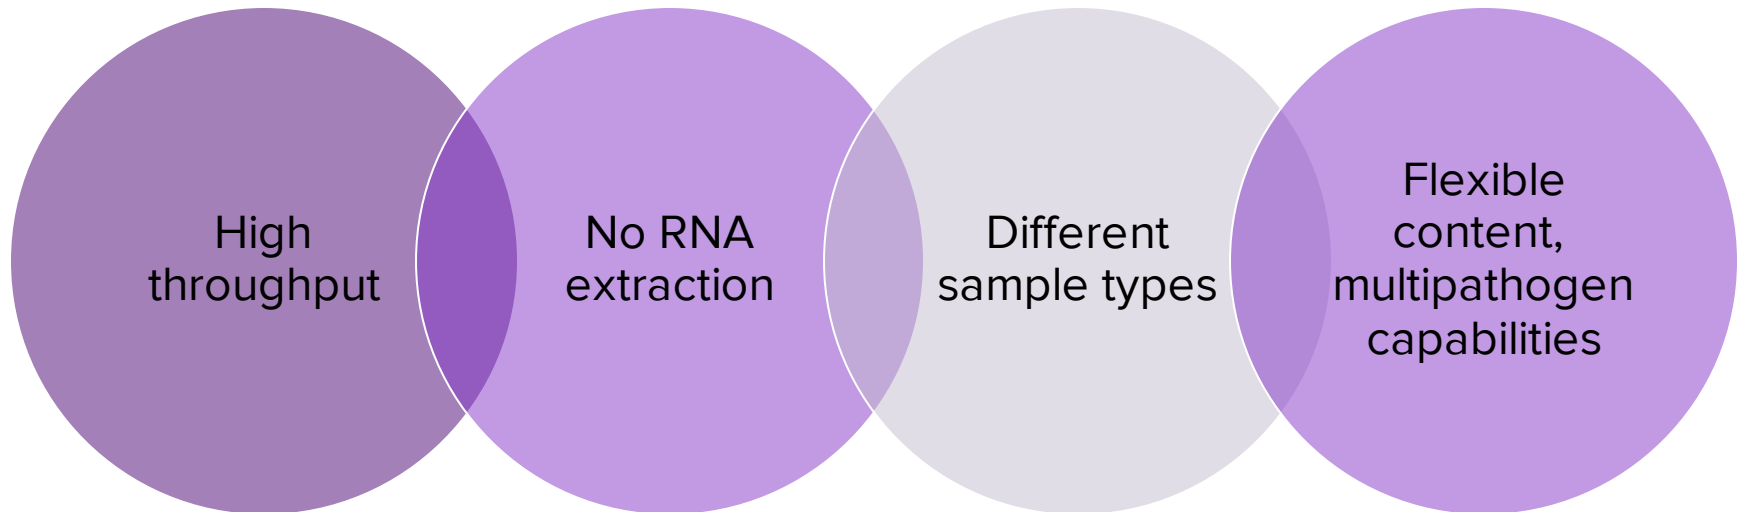 High
throughput
No RNA
extraction
Different
sample types
Flexible
content,
multipathogen
capabilities